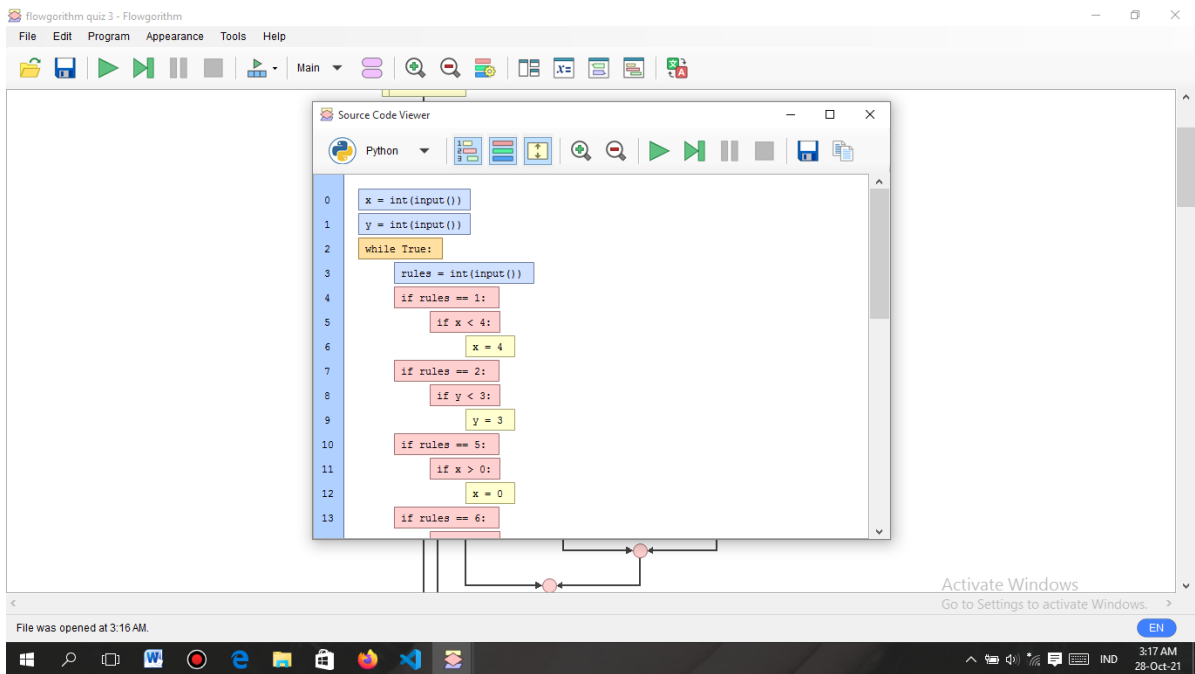 flowgorithm quiz 3 - Flowgorithm
File Edit Program Appearance Tools Help
Main
Source Code Viewer
Python
0 x = int(input())
1 y = int(input())
2 while True:
3 rules = int(input())
4 if rules == 1:
5 if x < 4:
6 x = 4
7 if rules == 2:
8 if y < 3:
9 y = 3
10 if rules == 5:
11 if x > 0:
12 x = 0
13 if rules == 6:
Activate Windows
Go to Settings to activate Windows.
File was opened at 3:16 AM.
EN
IND
3:17 AM
28-Oct-21